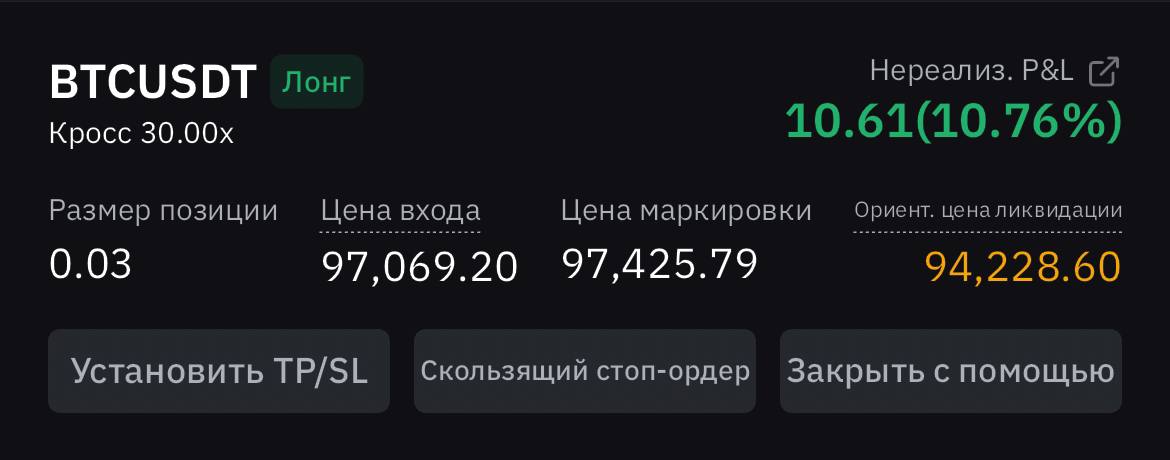 BTCUSDT Лонг
Кросс 30.00x
Нереализ. P&L
10.61(10.76%)
Размер позиции Цена входа Цена маркировки Ориент. цена ликвидации
0.03 97,069.20 97,425.79 94,228.60
Установить TP/SL Скользящий стоп-ордер Закрыть с помощью